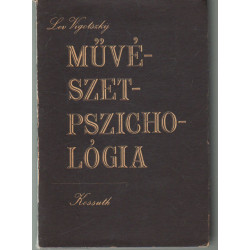 Lev Vigotszkij
MŰVÉ-
SZET-
PSZICHO-
LÓGIA
Kossuth